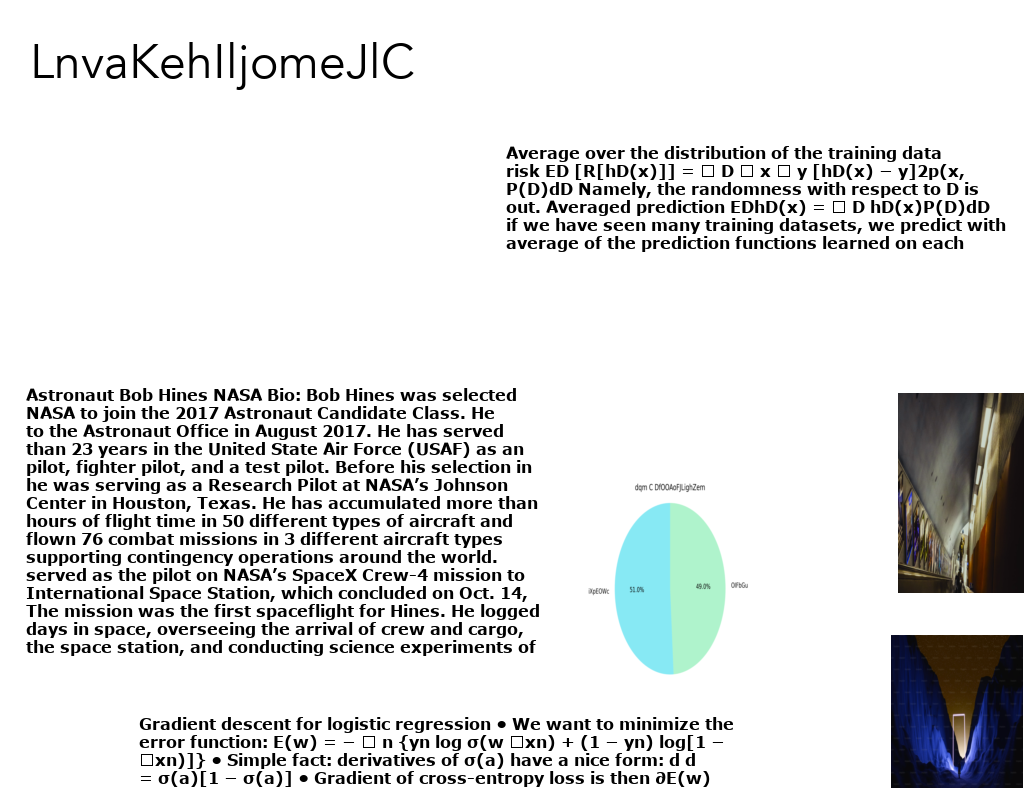 LnvaKehIljomeJlC
Average over the distribution of the training data
risk ED [R[hD(x)]] = □ D □ x □ y [hD(x) − y]2p(x,
P(D)dD Namely, the randomness with respect to D is
out. Averaged prediction EDhD(x) = □ D hD(x)P(D)dD
if we have seen many training datasets, we predict with
average of the prediction functions learned on each
Astronaut Bob Hines NASA Bio: Bob Hines was selected
NASA to join the 2017 Astronaut Candidate Class. He
to the Astronaut Office in August 2017. He has served
than 23 years in the United State Air Force (USAF) as an
pilot, fighter pilot, and a test pilot. Before his selection in
he was serving as a Research Pilot at NASA’s Johnson
Center in Houston, Texas. He has accumulated more than
hours of flight time in 50 different types of aircraft and
flown 76 combat missions in 3 different aircraft types
supporting contingency operations around the world.
served as the pilot on NASA’s SpaceX Crew-4 mission to
International Space Station, which concluded on Oct. 14,
The mission was the first spaceflight for Hines. He logged
days in space, overseeing the arrival of crew and cargo,
the space station, and conducting science experiments of
dqm C DfOOAoFJLighZem
iXpEOWc
51.0%
49.0%
OIFbGu
Gradient descent for logistic regression • We want to minimize the
error function: E(w) = − □ n {yn log σ(w □xn) + (1 − yn) log[1 −
□xn)]} • Simple fact: derivatives of σ(a) have a nice form: d d
= σ(a)[1 − σ(a)] • Gradient of cross-entropy loss is then ∂E(w)